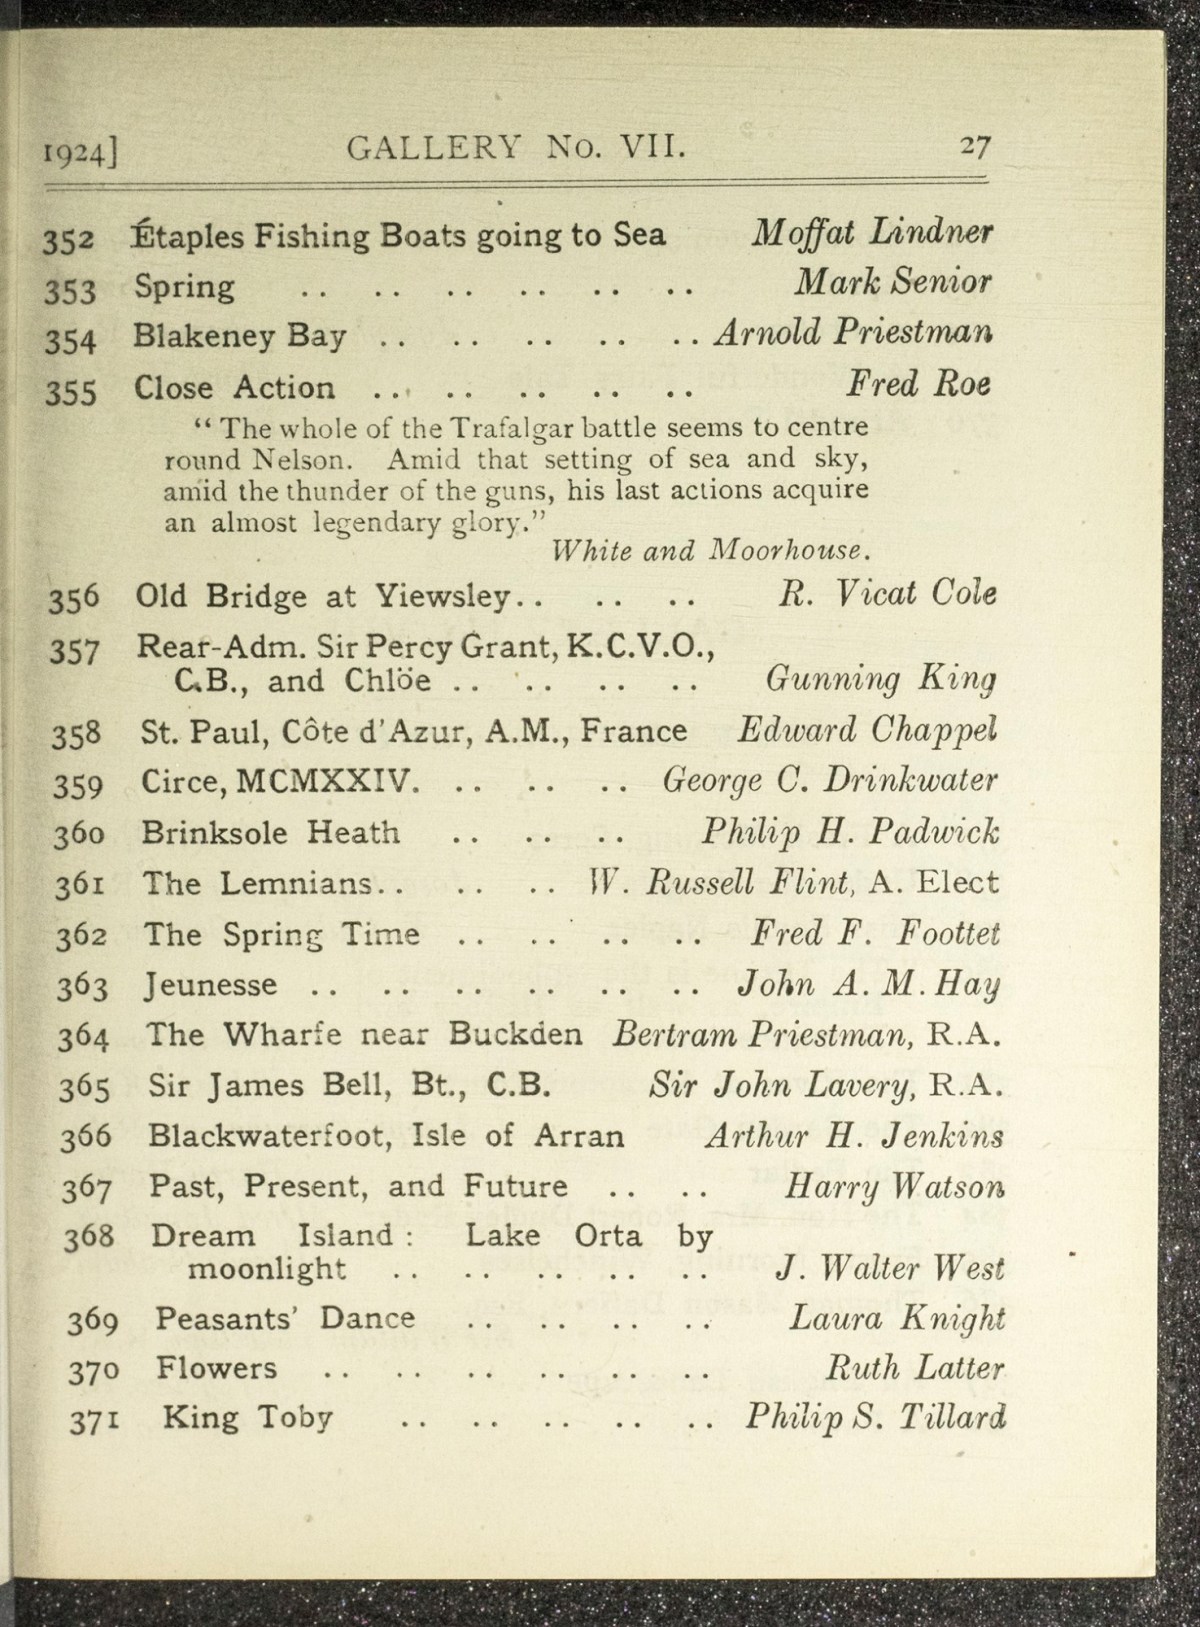 1924] GALLERY No. VII. 27
352 Étaples Fishing Boats going to Sea Moffat Lindner
353 Spring .. .. .. .. .. .. Mark Senior
354 Blakeney Bay .. .. .. .. .. Arnold Priestman
355 Close Action .. .. .. .. .. Fred Roe
“ The whole of the Trafalgar battle seems to centre
round Nelson. Amid that setting of sea and sky,
amid the thunder of the guns, his last actions acquire
an almost legendary glory.”
White and Moorhouse.
356 Old Bridge at Yiewsley.. .. .. R. Vicat Cole
357 Rear-Adm. Sir Percy Grant, K.C.V.O.,
C.B., and Chlöe .. .. .. .. Gunning King
358 St. Paul, Côte d'Azur, A.M., France Edward Chappel
359 Circe, MCMXXIV. .. .. .. George C. Drinkwater
360 Brinksole Heath .. .. .. Philip H. Padwick
361 The Lemnians.. .. .. W. Russell Flint, A. Elect
362 The Spring Time .. .. .. .. Fred F. Foottet
363 Jeunesse .. .. .. .. .. .. John A. M. Hay
364 The Wharfe near Buckden Bertram Priestman, R.A.
365 Sir James Bell, Bt., C.B. Sir John Lavery, R.A.
366 Blackwaterfoot, Isle of Arran Arthur H. Jenkins
367 Past, Present, and Future .. .. Harry Watson
368 Dream Island : Lake Orta by
moonlight .. .. .. .. .. J. Walter West
369 Peasants' Dance .. .. .. .. Laura Knight
370 Flowers .. .. .. .. .. .. Ruth Latter
371 King Toby .. .. .. .. .. Philip S. Tillard